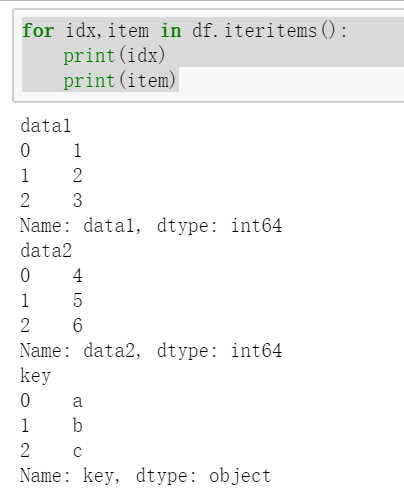 for idx,item in df.iteritems():
    print(idx)
    print(item)
data1
0    1
1    2
2    3
Name: data1, dtype: int64
data2
0    4
1    5
2    6
Name: data2, dtype: int64
key
0    a
1    b
2    c
Name: key, dtype: object